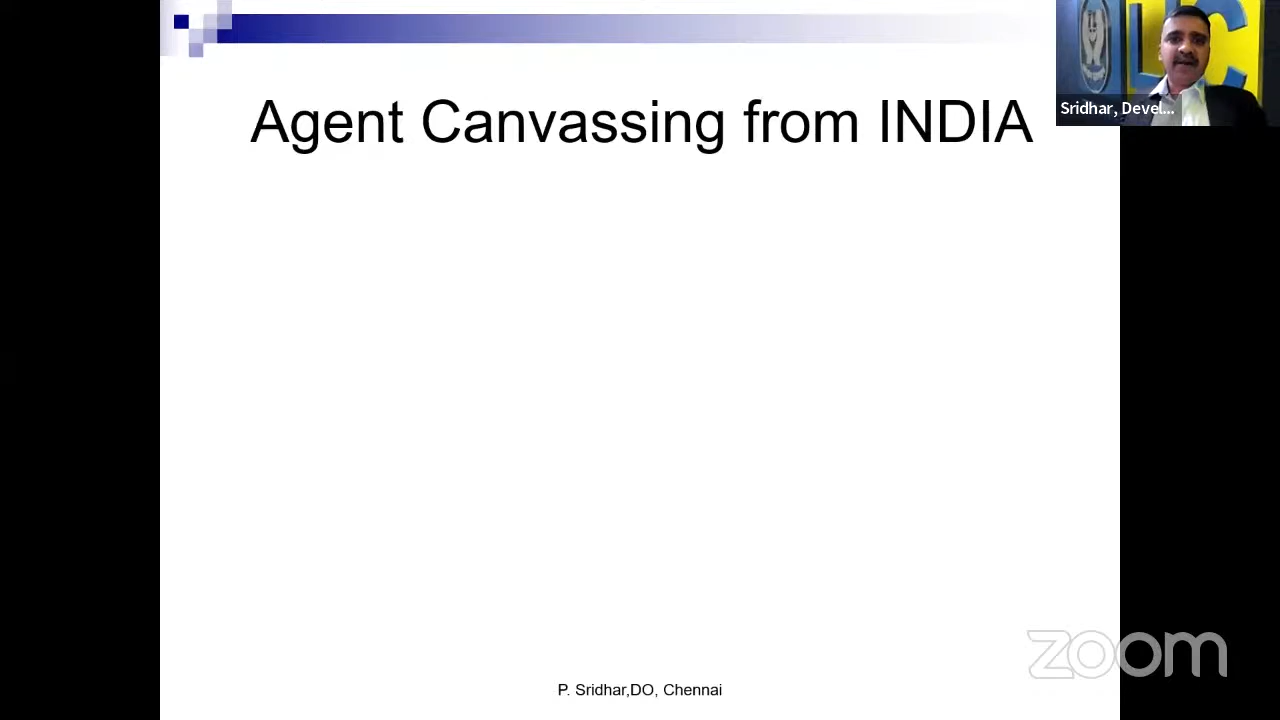 Agent Canvassing from INDIA
Sridhar, Devel...
zoom
P. Sridhar,DO, Chennai